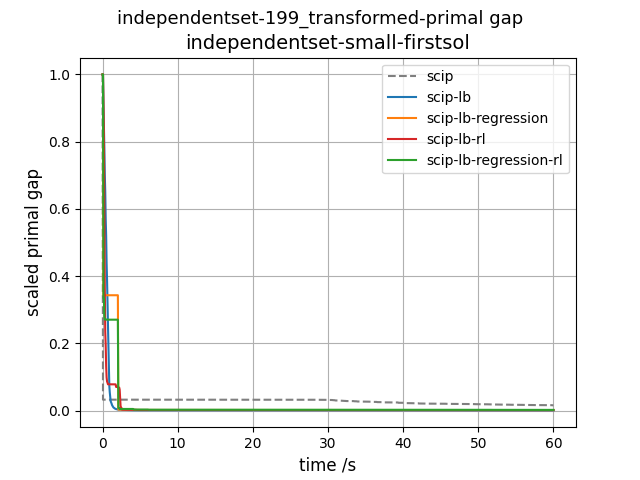 independentset-199_transformed-primal gap
independentset-small-firstsol
scaled primal gap
1.0
0.8
0.6
0.4
0.2
0.0
scip
scip-lb
scip-lb-regression
scip-lb-rl
scip-lb-regression-rl
0 10 20 30 40 50 60
time /s